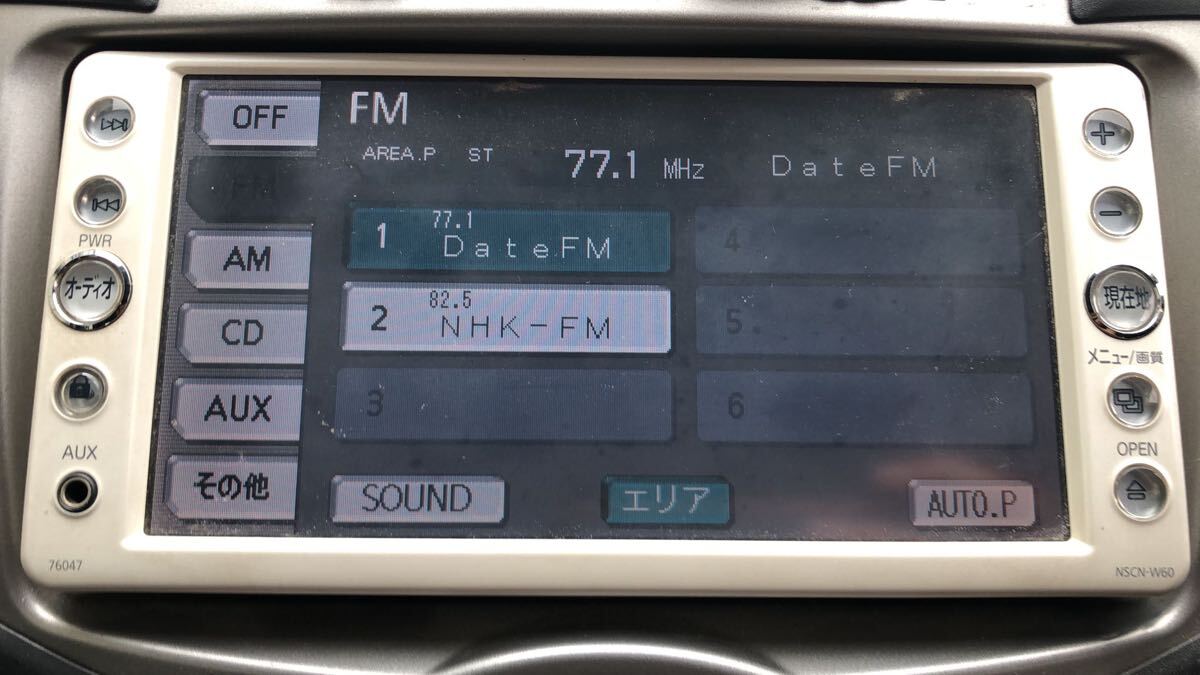 OFF
FM
AREA.P ST 77.1 MHz DateFM
1 77.1
DateFM
4
AM
PWR
オーディオ
2 82.5
NHK-FM
5
現在地
CD
メニュー/画質
AUX
3
6
AUX
OPEN
その他
SOUND
エリア
AUTO.P
76047
NSCN-W60